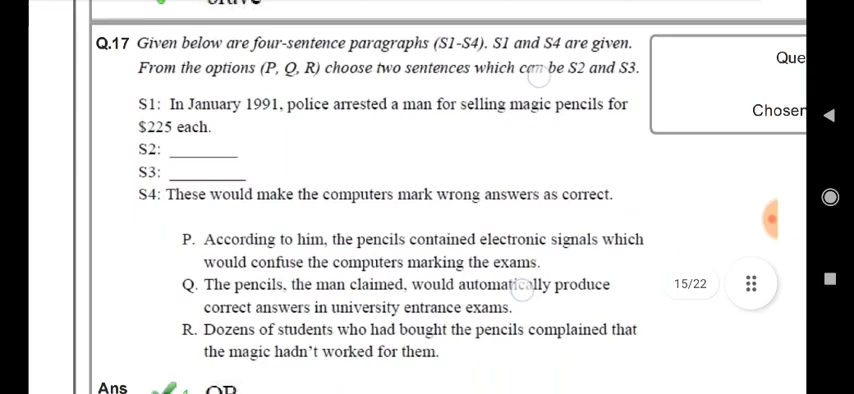 Q.17 Given below are four-sentence paragraphs (S1-S4). S1 and S4 are given.
From the options (P, Q, R) choose two sentences which can be S2 and S3.
Que
S1: In January 1991, police arrested a man for selling magic pencils for
Chosen
$225 each.
S2: ________
S3: _________
S4: These would make the computers mark wrong answers as correct.
P. According to him, the pencils contained electronic signals which
would confuse the computers marking the exams.
Q. The pencils, the man claimed, would automatically produce
15/22
correct answers in university entrance exams.
R. Dozens of students who had bought the pencils complained that
the magic hadn't worked for them.
Ans